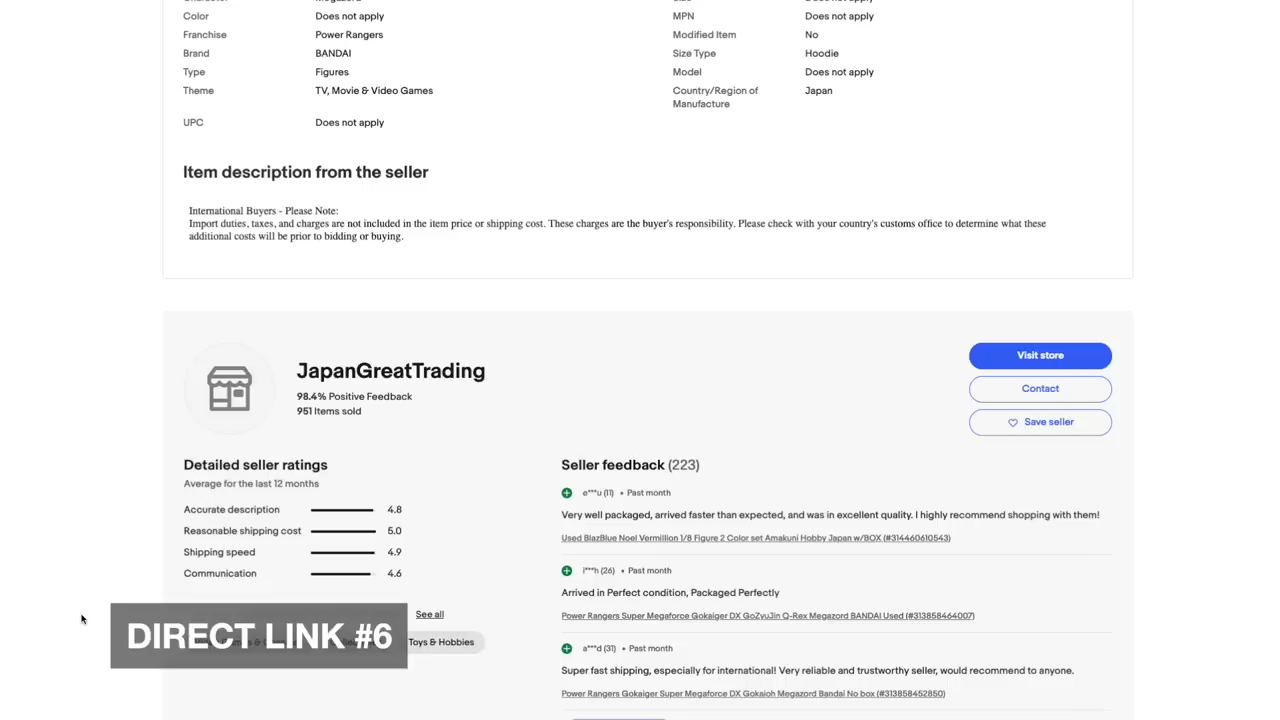 Color Does not apply MPN Does not apply
Franchise Power Rangers Modified Item No
Brand BANDAI Size Type Hoodie
Type Figures Model Does not apply
Theme TV, Movie & Video Games Country/Region of Japan
Manufacture
UPC Does not apply
Item description from the seller
International Buyers - Please Note:
Import duties, taxes, and charges are not included in the item price or shipping cost. These charges are the buyer's responsibility. Please check with your country's customs office to determine what these
additional costs will be prior to bidding or buying.
JapanGreatTrading
98.4% Positive Feedback
951 Items sold
Visit store
Contact
Save seller
Detailed seller ratings
Average for the last 12 months
Accurate description 4.8
Reasonable shipping cost 5.0
Shipping speed 4.9
Communication 4.6
See all
Toys & Hobbies
DIRECT LINK #6
Seller feedback (223)
e***u (11) • Past month
Very well packaged, arrived faster than expected, and was in excellent quality. I highly recommend shopping with them!
Used BlazBlue Noel Vermillion 1/8 Figure 2 Color set Amakuni Hobby Japan w/BOX (#314460610543)
i***h (26) • Past month
Arrived in Perfect condition, Packaged Perfectly
Power Rangers Super Megaforce Gokaiger DX GoZyuJin Q-Rex Megazord BANDAI Used (#313858464007)
a***d (31) • Past month
Super fast shipping, especially for international! Very reliable and trustworthy seller, would recommend to anyone.
Power Rangers Gokaiger Super Megaforce DX Gokaioh Megazord Bandai No box (#313858452850)